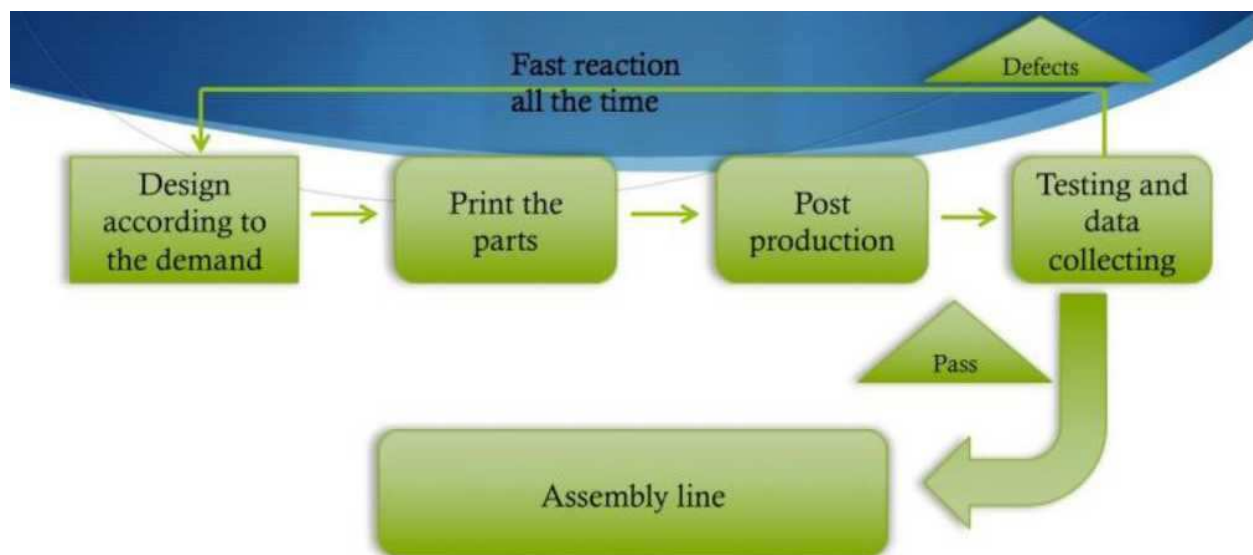 Defects
Fast reaction
all the time
Design
according to
the demand
Print the
parts
Post
production
Testing and
data
collecting
Pass
Assembly line